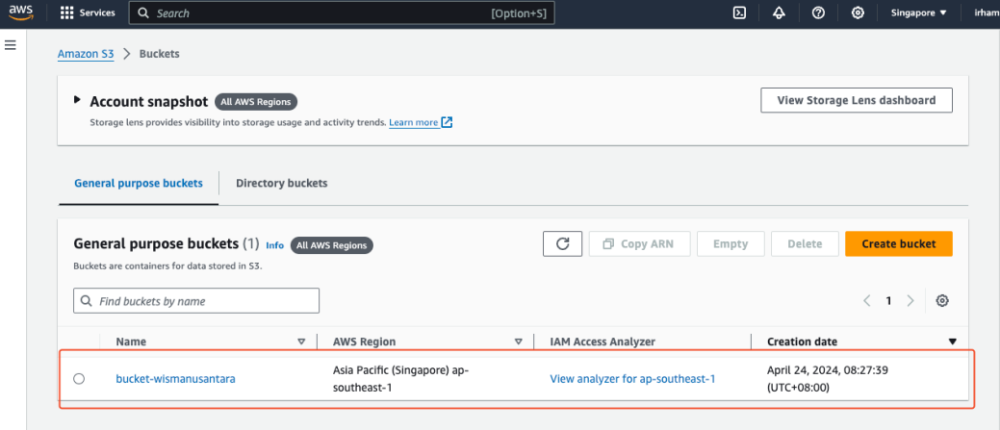 aws Services Search [Option+S] Singapore ▼ irham
Amazon S3 > Buckets
Account snapshot All AWS Regions View Storage Lens dashboard
Storage lens provides visibility into storage usage and activity trends. Learn more
General purpose buckets Directory buckets
General purpose buckets (1) Info All AWS Regions Copy ARN Empty Delete Create bucket
Buckets are containers for data stored in S3.
Find buckets by name 1
Name AWS Region IAM Access Analyzer Creation date
bucket-wismanusantara Asia Pacific (Singapore) ap- View analyzer for ap-southeast-1 April 24, 2024, 08:27:39
southeast-1 (UTC+08:00)